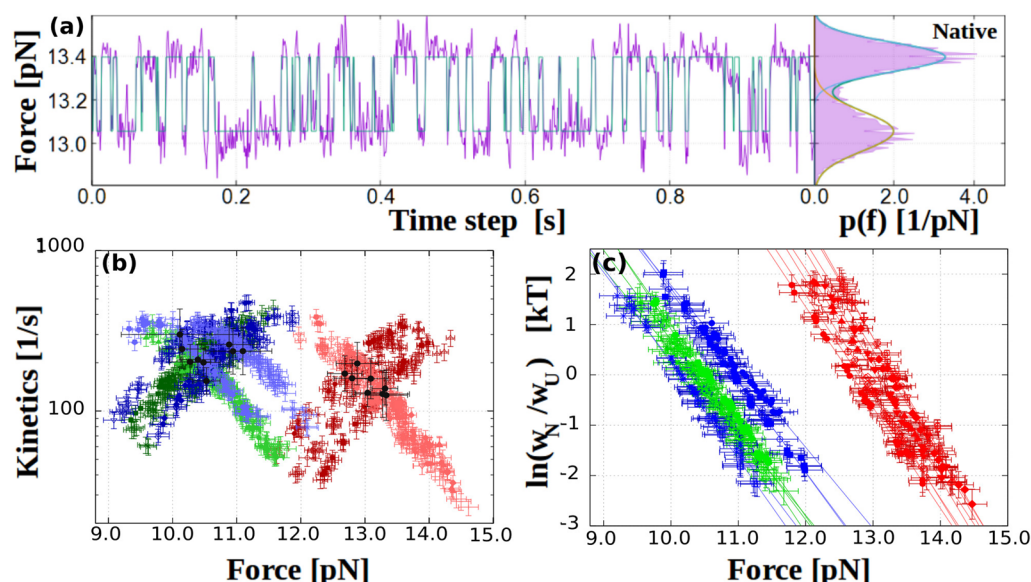 (a)
Native
Force [pN]
13.4
13.2
13.0
0.0 0.2 0.4 0.6 0.8 0.0 2.0 4.0
Time step [s]
p(f) [1/pN]
(b)
Kinetics [1/s]
1000
100
10.0 11.0 12.0 13.0 14.0 15.0
Force [pN]
(c)
ln(w_N/w_U) [kT]
2
1
0
-1
-2
-3
9.0 10.0 11.0 12.0 13.0 14.0 15.0
Force [pN]